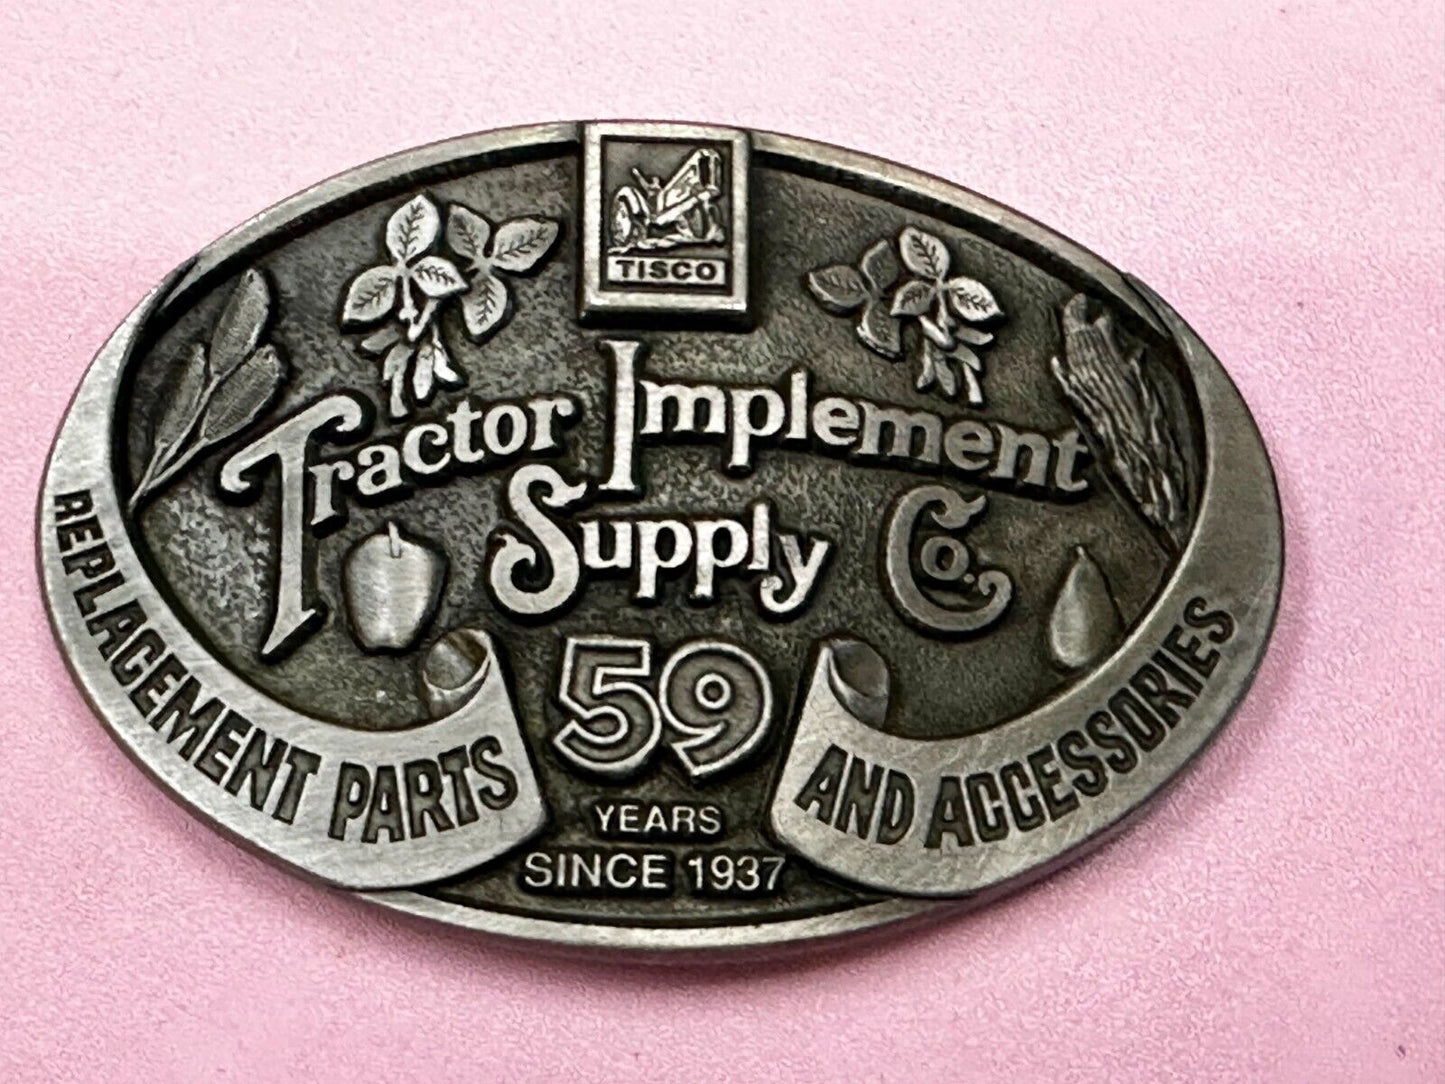 TISCO
Tractor Implement
Supply Co.
59
YEARS
SINCE 1937
REPLACEMENT PARTS
AND ACCESSORIES